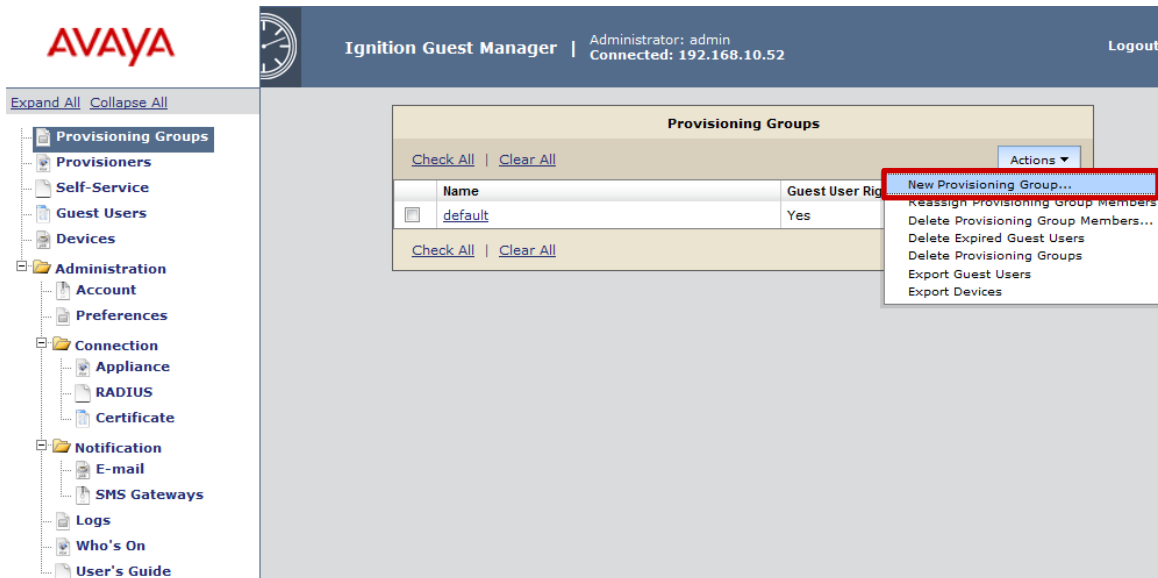 AVAYA
Ignition Guest Manager | Administrator: admin
Connected: 192.168.10.52
Logout
Expand All Collapse All
Provisioning Groups
Provisioners
Self-Service
Guest Users
Devices
Administration
Account
Preferences
Connection
Appliance
RADIUS
Certificate
Notification
E-mail
SMS Gateways
Logs
Who's On
User's Guide
Provisioning Groups
Check All | Clear All
Actions
Name Guest User Rig
default Yes
Check All | Clear All
New Provisioning Group...
Reassign Provisioning Group Members
Delete Provisioning Group Members...
Delete Expired Guest Users
Delete Provisioning Groups
Export Guest Users
Export Devices